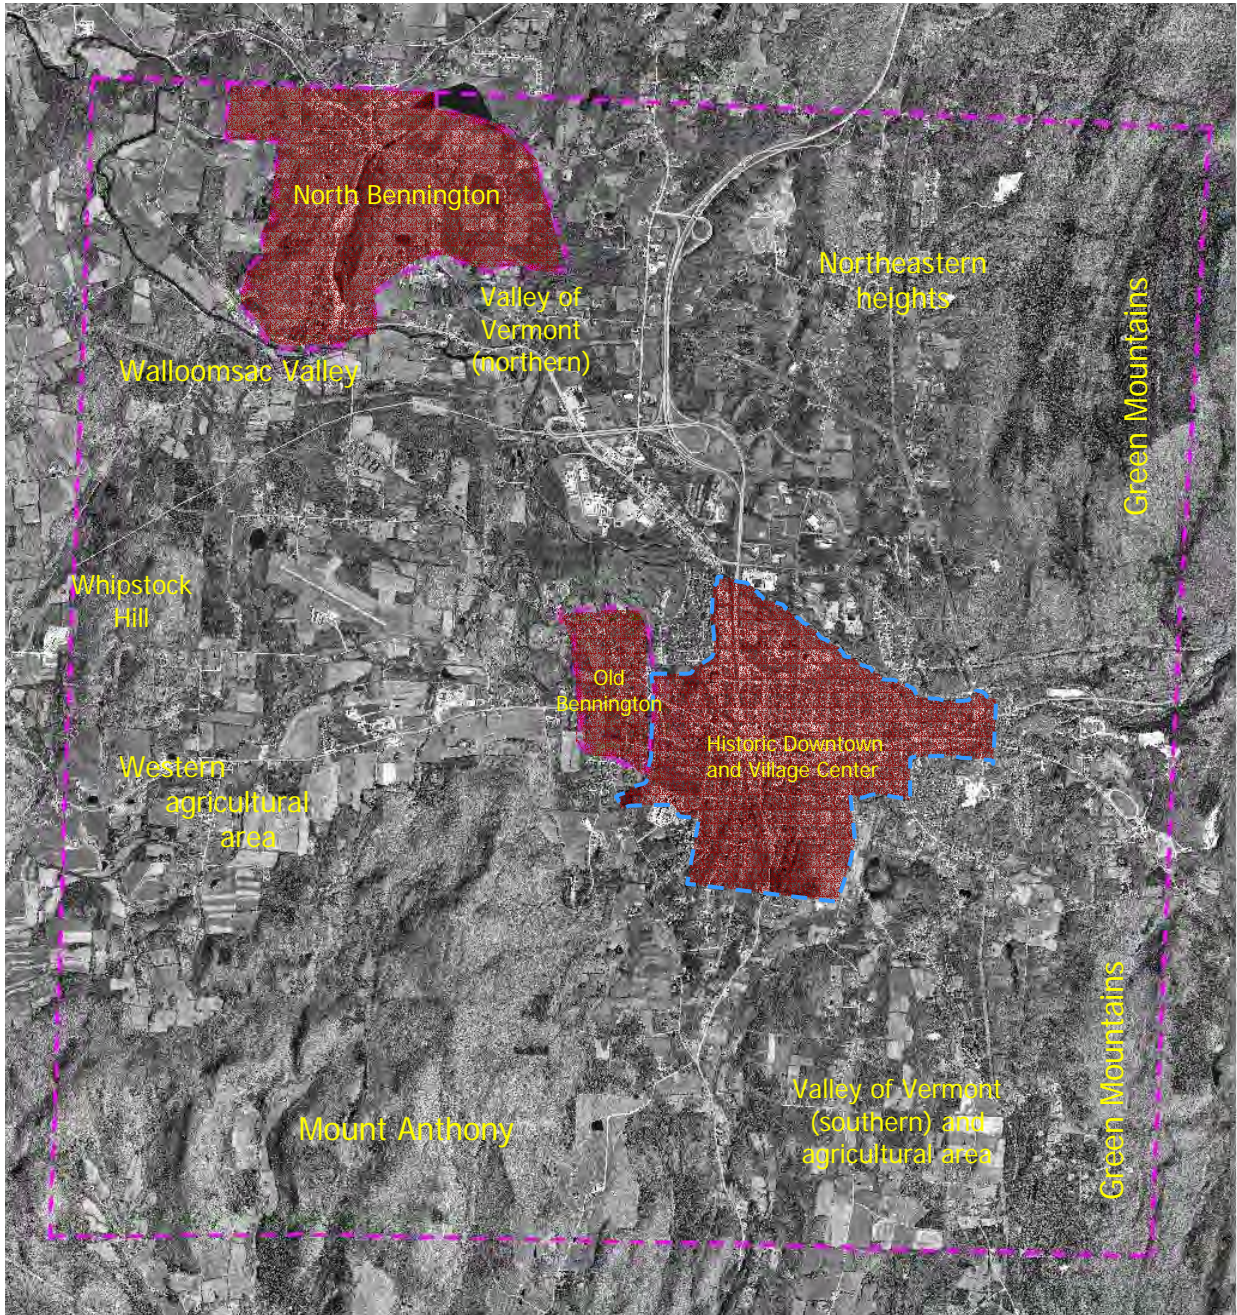 North Bennington
Northeastern
heights
Valley of
Vermont
(northern)
Walloomsac Valley
Green Mountains
Whipstock
Hill
Old
Bennington
Historic Downtown
and Village Center
Western
agricultural
area
Green Mountains
Valley of Vermont
(southern) and
agricultural area
Mount Anthony